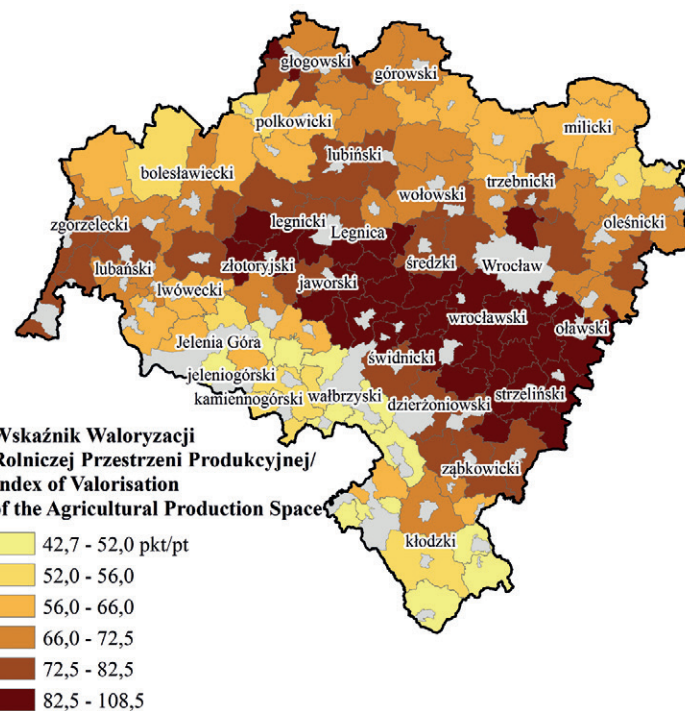 głogowski
górowski
polkowicki
milicki
lubiński
bolesławiecki
trzebnicki
wołowski
legnicki
oleśnicki
zgorzelecki
Legnica
średzki
Wrocław
lubański
złotoryjski
jaworski
lwówecki
wrocławski
oławski
Jelenia Góra
świdnicki
jeleniogórski
strzeliński
kamiennogórski
wałbrzyski
dzierżoniowski
ząbkowicki
kłodzki
Wskaźnik Waloryzacji
Rolniczej Przestrzeni Produkcyjnej/
ndex of Valorisation
of the Agricultural Production Space
42,7 - 52,0 pkt/pt
52,0 - 56,0
56,0 - 66,0
66,0 - 72,5
72,5 - 82,5
82,5 - 108,5